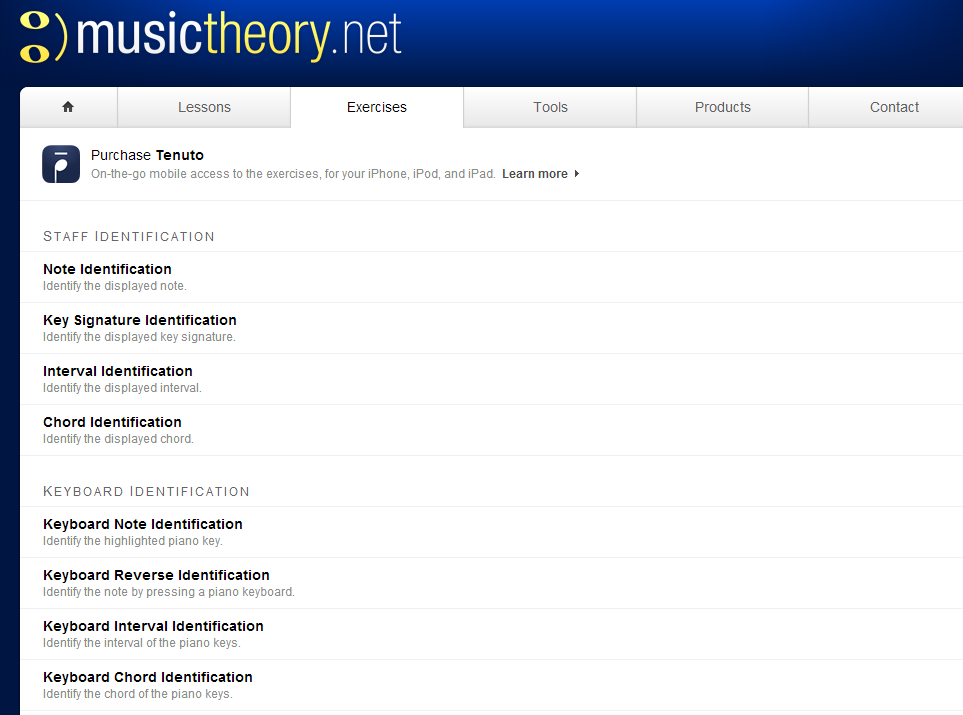 musictheory.net
Lessons Exercises Tools Products Contact
Purchase Tenuto
On-the-go mobile access to the exercises, for your iPhone, iPod, and iPad. Learn more
STAFF IDENTIFICATION
Note Identification
Identify the displayed note.
Key Signature Identification
Identify the displayed key signature.
Interval Identification
Identify the displayed interval.
Chord Identification
Identify the displayed chord.
KEYBOARD IDENTIFICATION
Keyboard Note Identification
Identify the highlighted piano key.
Keyboard Reverse Identification
Identify the note by pressing a piano keyboard.
Keyboard Interval Identification
Identify the interval of the piano keys.
Keyboard Chord Identification
Identify the chord of the piano keys.